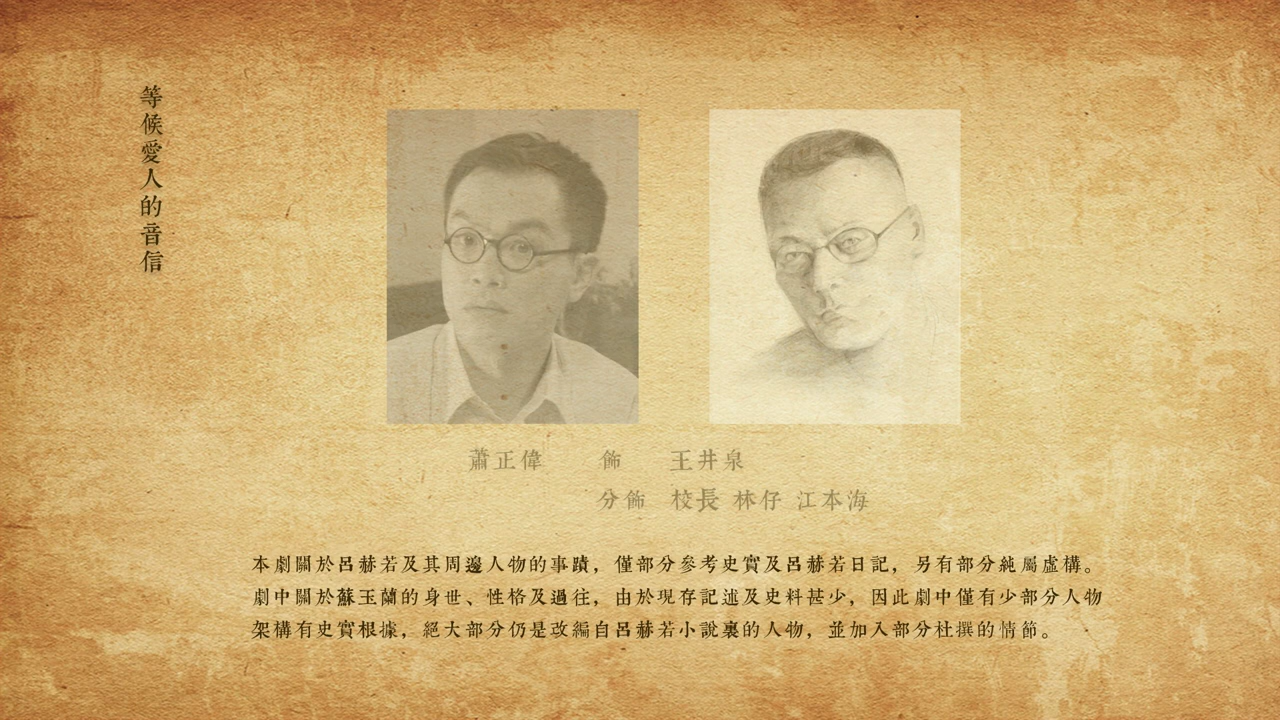 等候愛人的音信
蕭正偉 飾 王井泉
分飾 校長 林仔 江本海
本劇關於呂赫若及其周邊人物的事蹟，僅部分參考史實及呂赫若日記，另有部分純屬虛構。
劇中關於蘇玉蘭的身世、性格及過往，由於現存記述及史料甚少，因此劇中僅有少部分人物
架構有史實根據，絕大部分仍是改編自呂赫若小說裏的人物，並加入部分杜撰的情節。